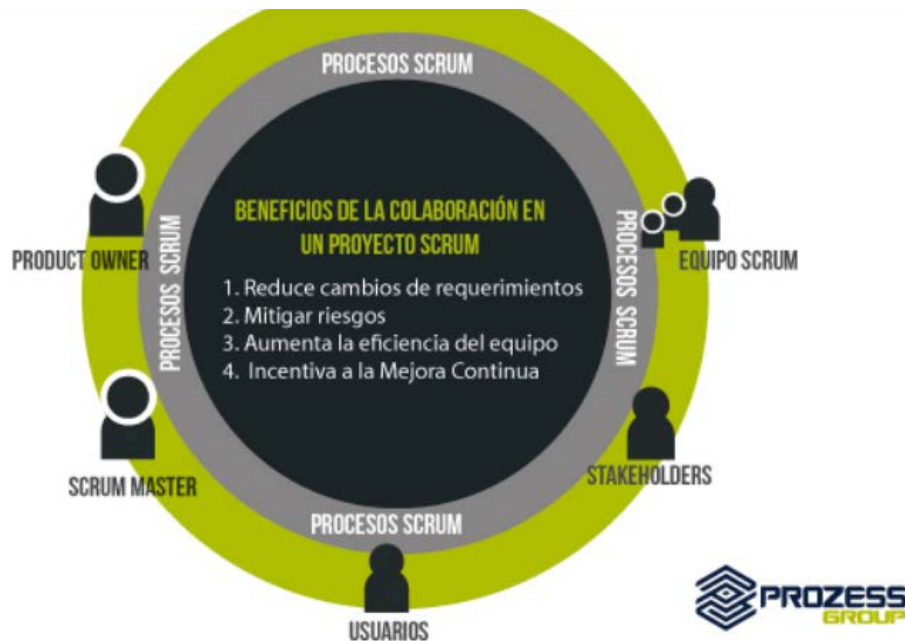 PROCESOS SCRUM
PRODUCT OWNER
PROCESOS SCRUM
BENEFICIOS DE LA COLABORACIÓN EN
UN PROYECTO SCRUM
1. Reduce cambios de requerimientos
2. Mitigar riesgos
3. Aumenta la eficiencia del equipo
4. Incentiva a la Mejora Continua
PROCESOS SCRUM
EQUIPO SCRUM
SCRUM MASTER
STAKEHOLDERS
PROCESOS SCRUM
USUARIOS
PROZESS
GROUP